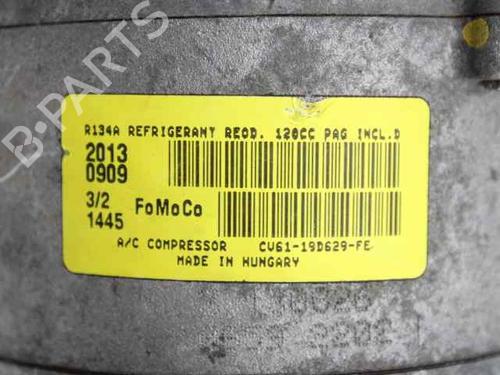 R134A REFRIGERANT REQD. 120CC PAG INCL.D
2013
0909
3/2
1445
FoMoCo
A/C COMPRESSOR CV61-19D629-FE
MADE IN HUNGARY
B-PARTS